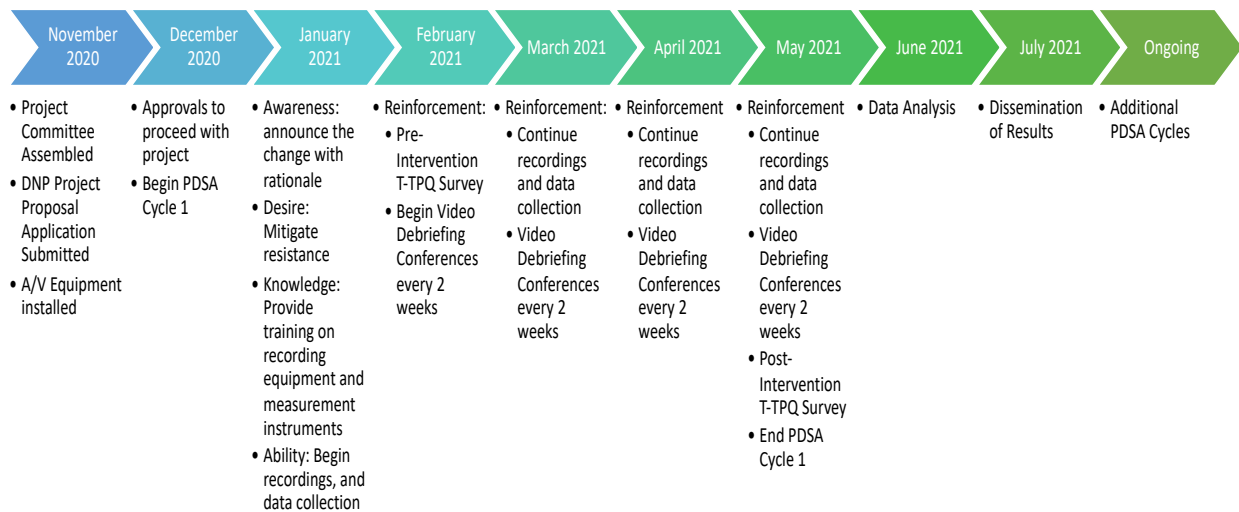 November
2020
December
2020
January
2021
February
2021
March 2021
April 2021
May 2021
June 2021
July 2021
Ongoing
• Project
Committee
Assembled
• DNP Project
Proposal
Application
Submitted
• A/V Equipment
installed
• Approvals to
proceed with
project
• Begin PDSA
Cycle 1
• Awareness:
announce the
change with
rationale
• Desire:
Mitigate
resistance
• Knowledge:
Provide
training on
recording
equipment and
measurement
instruments
• Ability: Begin
recordings, and
data collection
• Reinforcement:
• Pre-
Intervention
T-TPQ Survey
• Begin Video
Debriefing
Conferences
every 2
weeks
• Reinforcement:
• Continue
recordings
and data
collection
• Video
Debriefing
Conferences
every 2
weeks
• Reinforcement
• Continue
recordings
and data
collection
• Video
Debriefing
Conferences
every 2
weeks
• Reinforcement
• Continue
recordings
and data
collection
• Video
Debriefing
Conferences
every 2
weeks
• Post-
Intervention
T-TPQ Survey
• End PDSA
Cycle 1
• Data Analysis
• Dissemination
of Results
• Additional
PDSA Cycles